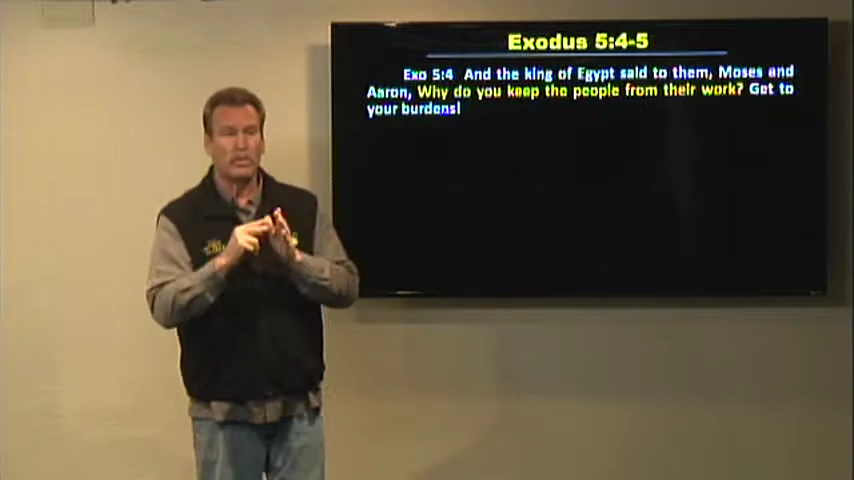 Exodus 5:4-5
Exo 5:4 And the king of Egypt said to them, Moses and
Aaron, Why do you keep the people from their work? Get to
your burdens!